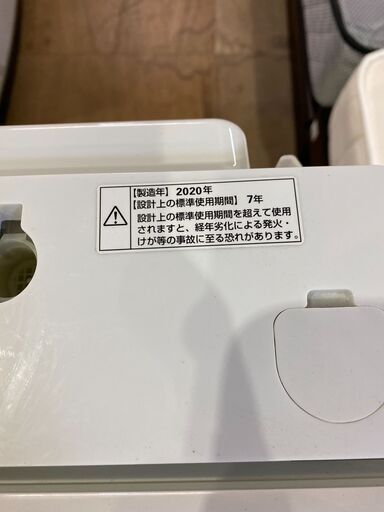 【製造年】2020年
【設計上の標準使用期間】7年
設計上の標準使用期間を超えて使用
されますと、経年劣化による発火・
けが等の事故に至る恐れがあります。